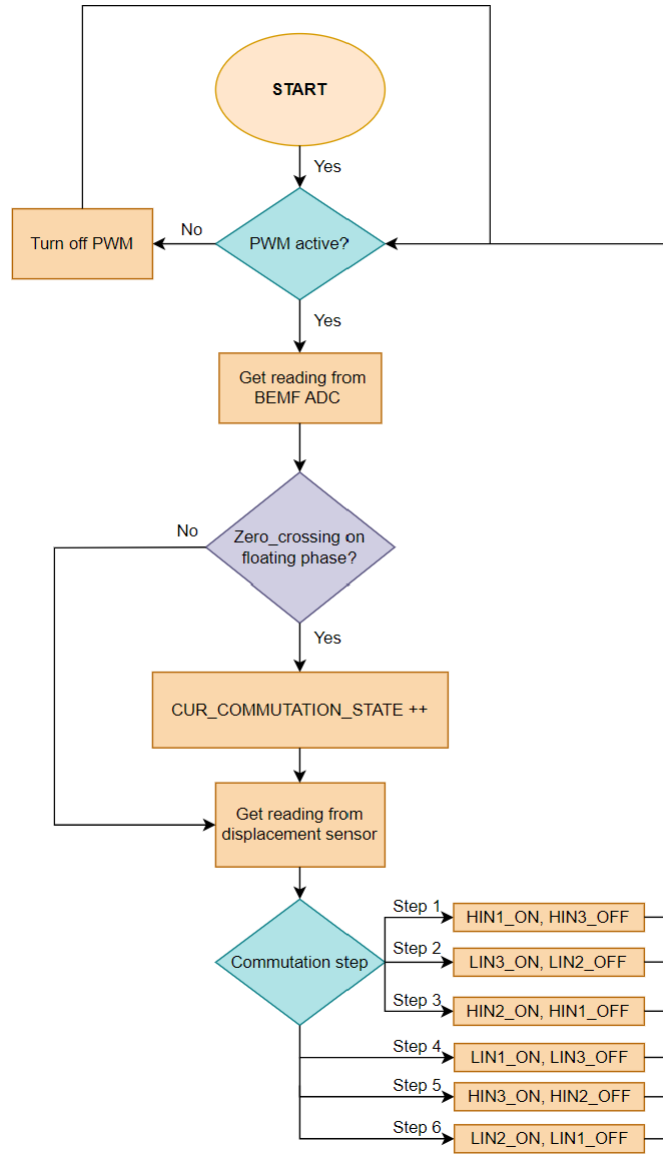 START
Yes
No
Turn off PWM
PWM active?
Yes
Get reading from
BEMF ADC
No
Zero_crossing on
floating phase?
Yes
CUR_COMMUTATION_STATE ++
Get reading from
displacement sensor
Commutation step
Step 1
HIN1_ON, HIN3_OFF
Step 2
LIN3_ON, LIN2_OFF
Step 3
HIN2_ON, HIN1_OFF
Step 4
LIN1_ON, LIN3_OFF
Step 5
HIN3_ON, HIN2_OFF
Step 6
LIN2_ON, LIN1_OFF